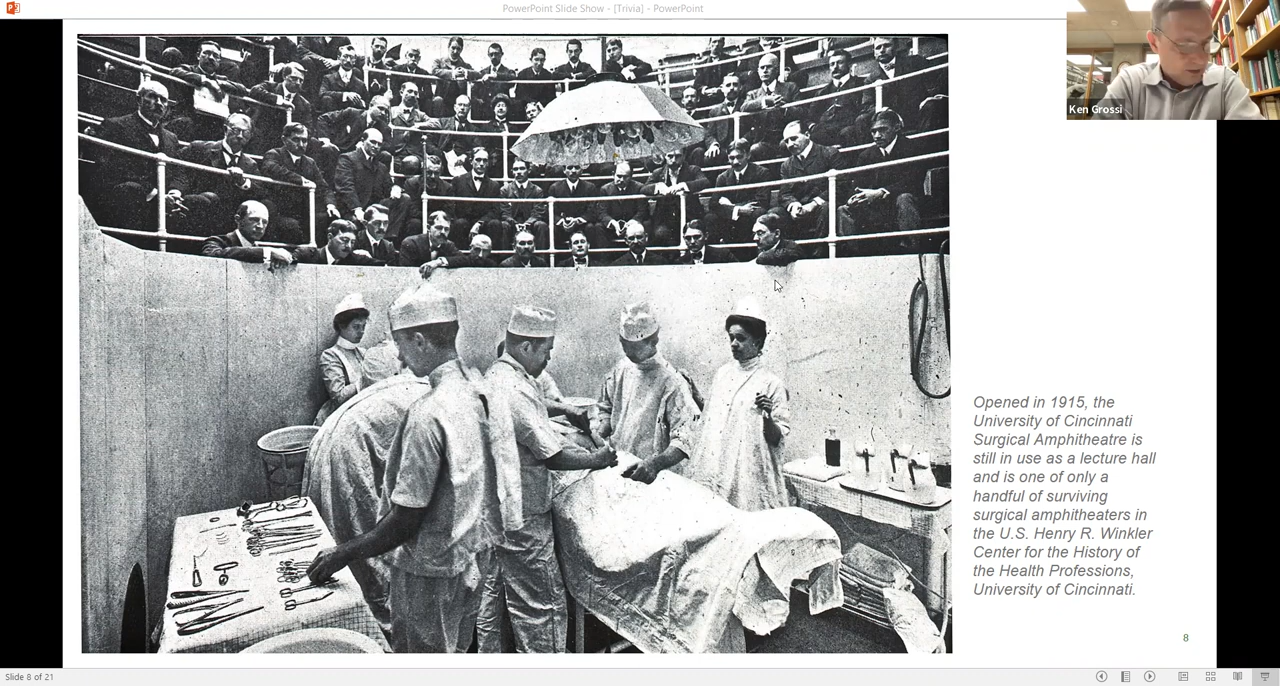 PowerPoint Slide Show - [Trivia] - PowerPoint
Ken Grossi
Opened in 1915, the
University of Cincinnati
Surgical Amphitheatre is
still in use as a lecture hall
and is one of only a
handful of surviving
surgical amphitheaters in
the U.S. Henry R. Winkler
Center for the History of
the Health Professions,
University of Cincinnati.
8
Slide 8 of 21